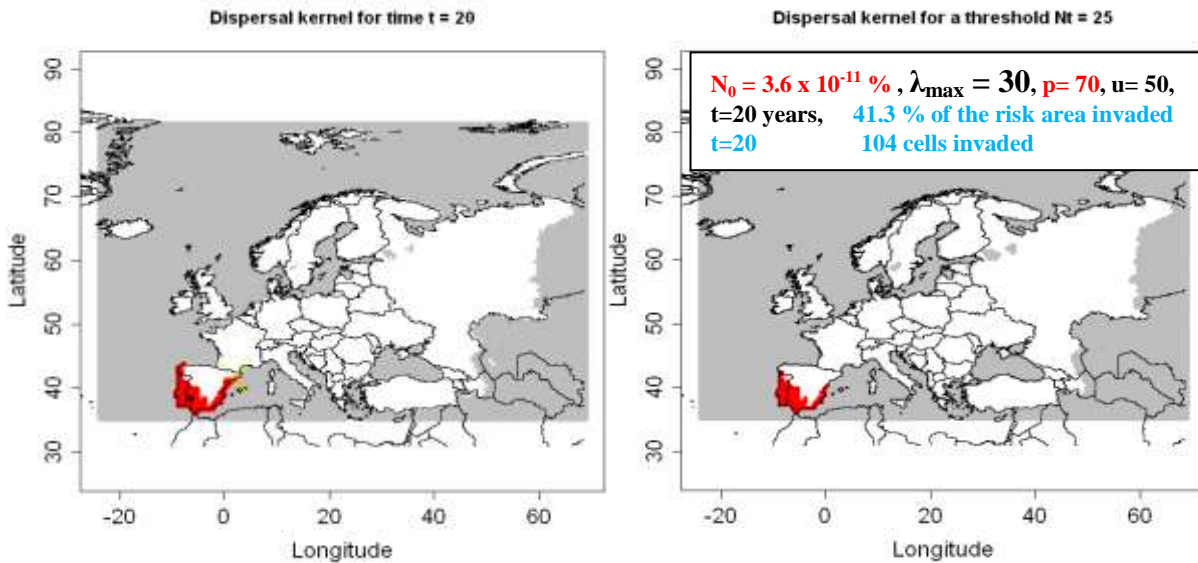 Dispersal kernel for time t = 20
Dispersal kernel for a threshold Nt = 25
N₀ = 3.6 x 10⁻¹¹ % , λmax = 30, p= 70, u= 50,
t=20 years, 41.3 % of the risk area invaded
t=20 104 cells invaded
Latitude
90
80
70
60
50
40
30
-20 0 20 40 60
Longitude
Latitude
90
80
70
60
50
40
30
-20 0 20 40 60
Longitude